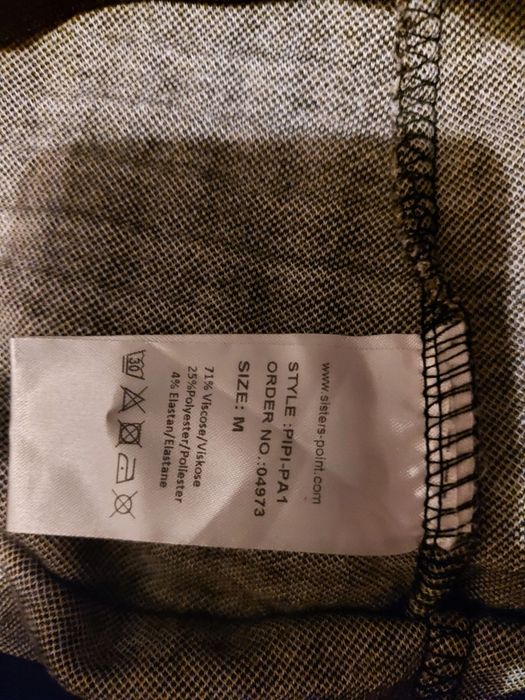 www.sisters-point.com
STYLE :PIPI-PA1
ORDER NO.:04973
SIZE: M
71% Viscose/Viskose
25%Polyester/Poliester
4% Elastan/Elastane
30